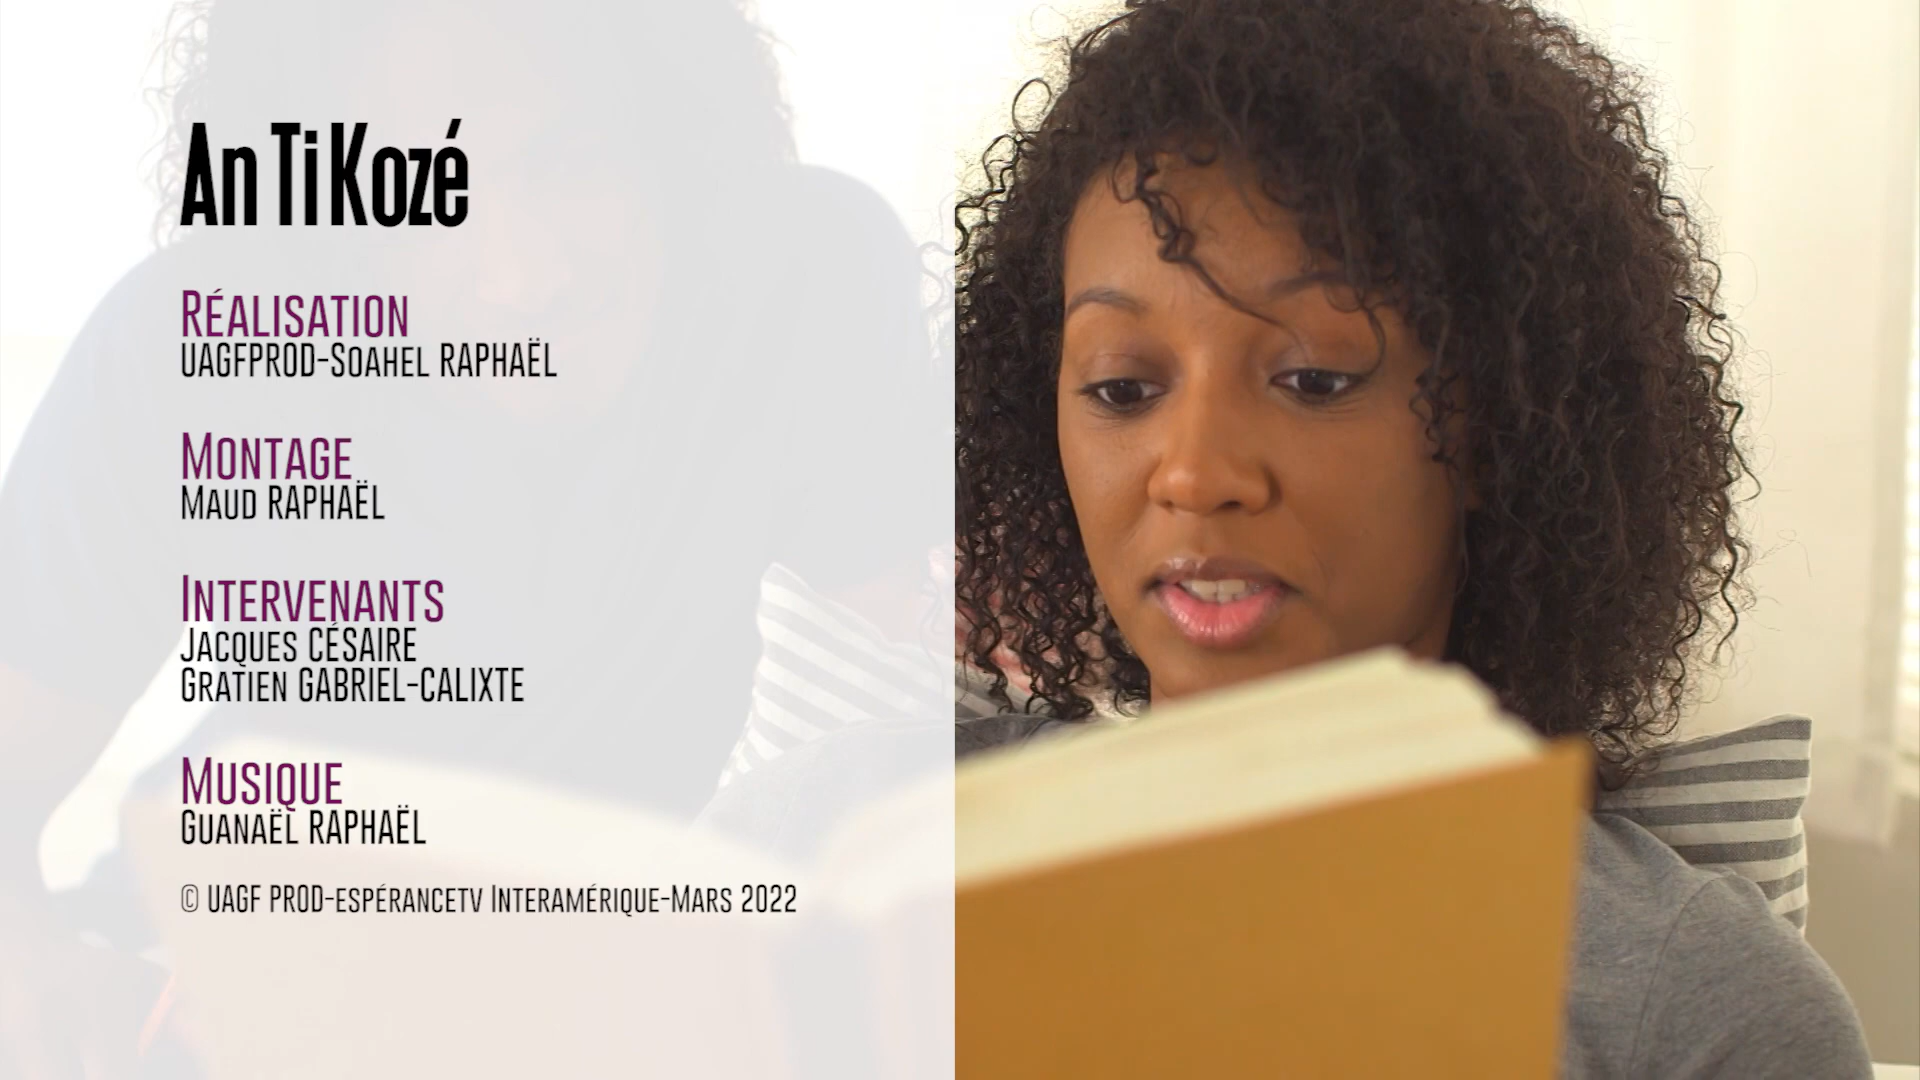 An Ti Kozé
Réalisation
UAGFPROD-Soahel RAPHAËL
Montage
Maud RAPHAËL
Intervenants
Jacques CÉSAIRE
Gratien GABRIEL-CALIXTE
Musique
Guanaël RAPHAËL
© UAGF PROD-espérancetv Interamérique-Mars 2022